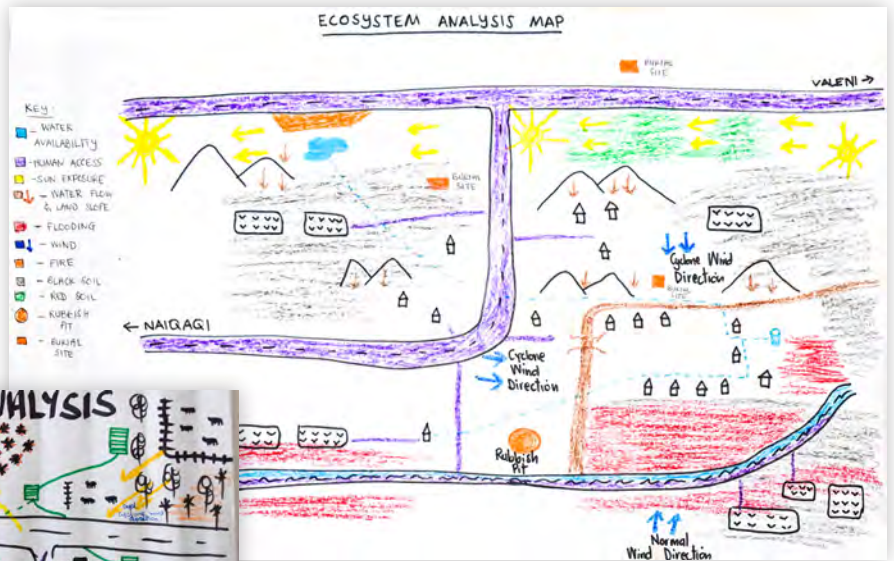 ECOSYSTEM ANALYSIS MAP
BURIAL
SITE
VALENI →
KEY:
- WATER
AVAILABILITY
- HUMAN ACCESS
- SUN EXPOSURE
- WATER FLOW
& LAND SLOPE
- FLOODING
- WIND
- FIRE
- BLACK SOIL
- RED SOIL
- RUBBISH
PIT
- BURIAL
SITE
BURIAL
SITE
Cyclone Wind
Direction
BURIAL
SITE
← NAIQAQI
Cyclone
Wind
Direction
Rubbish
Pit
Normal
Wind Direction
ALYSIS